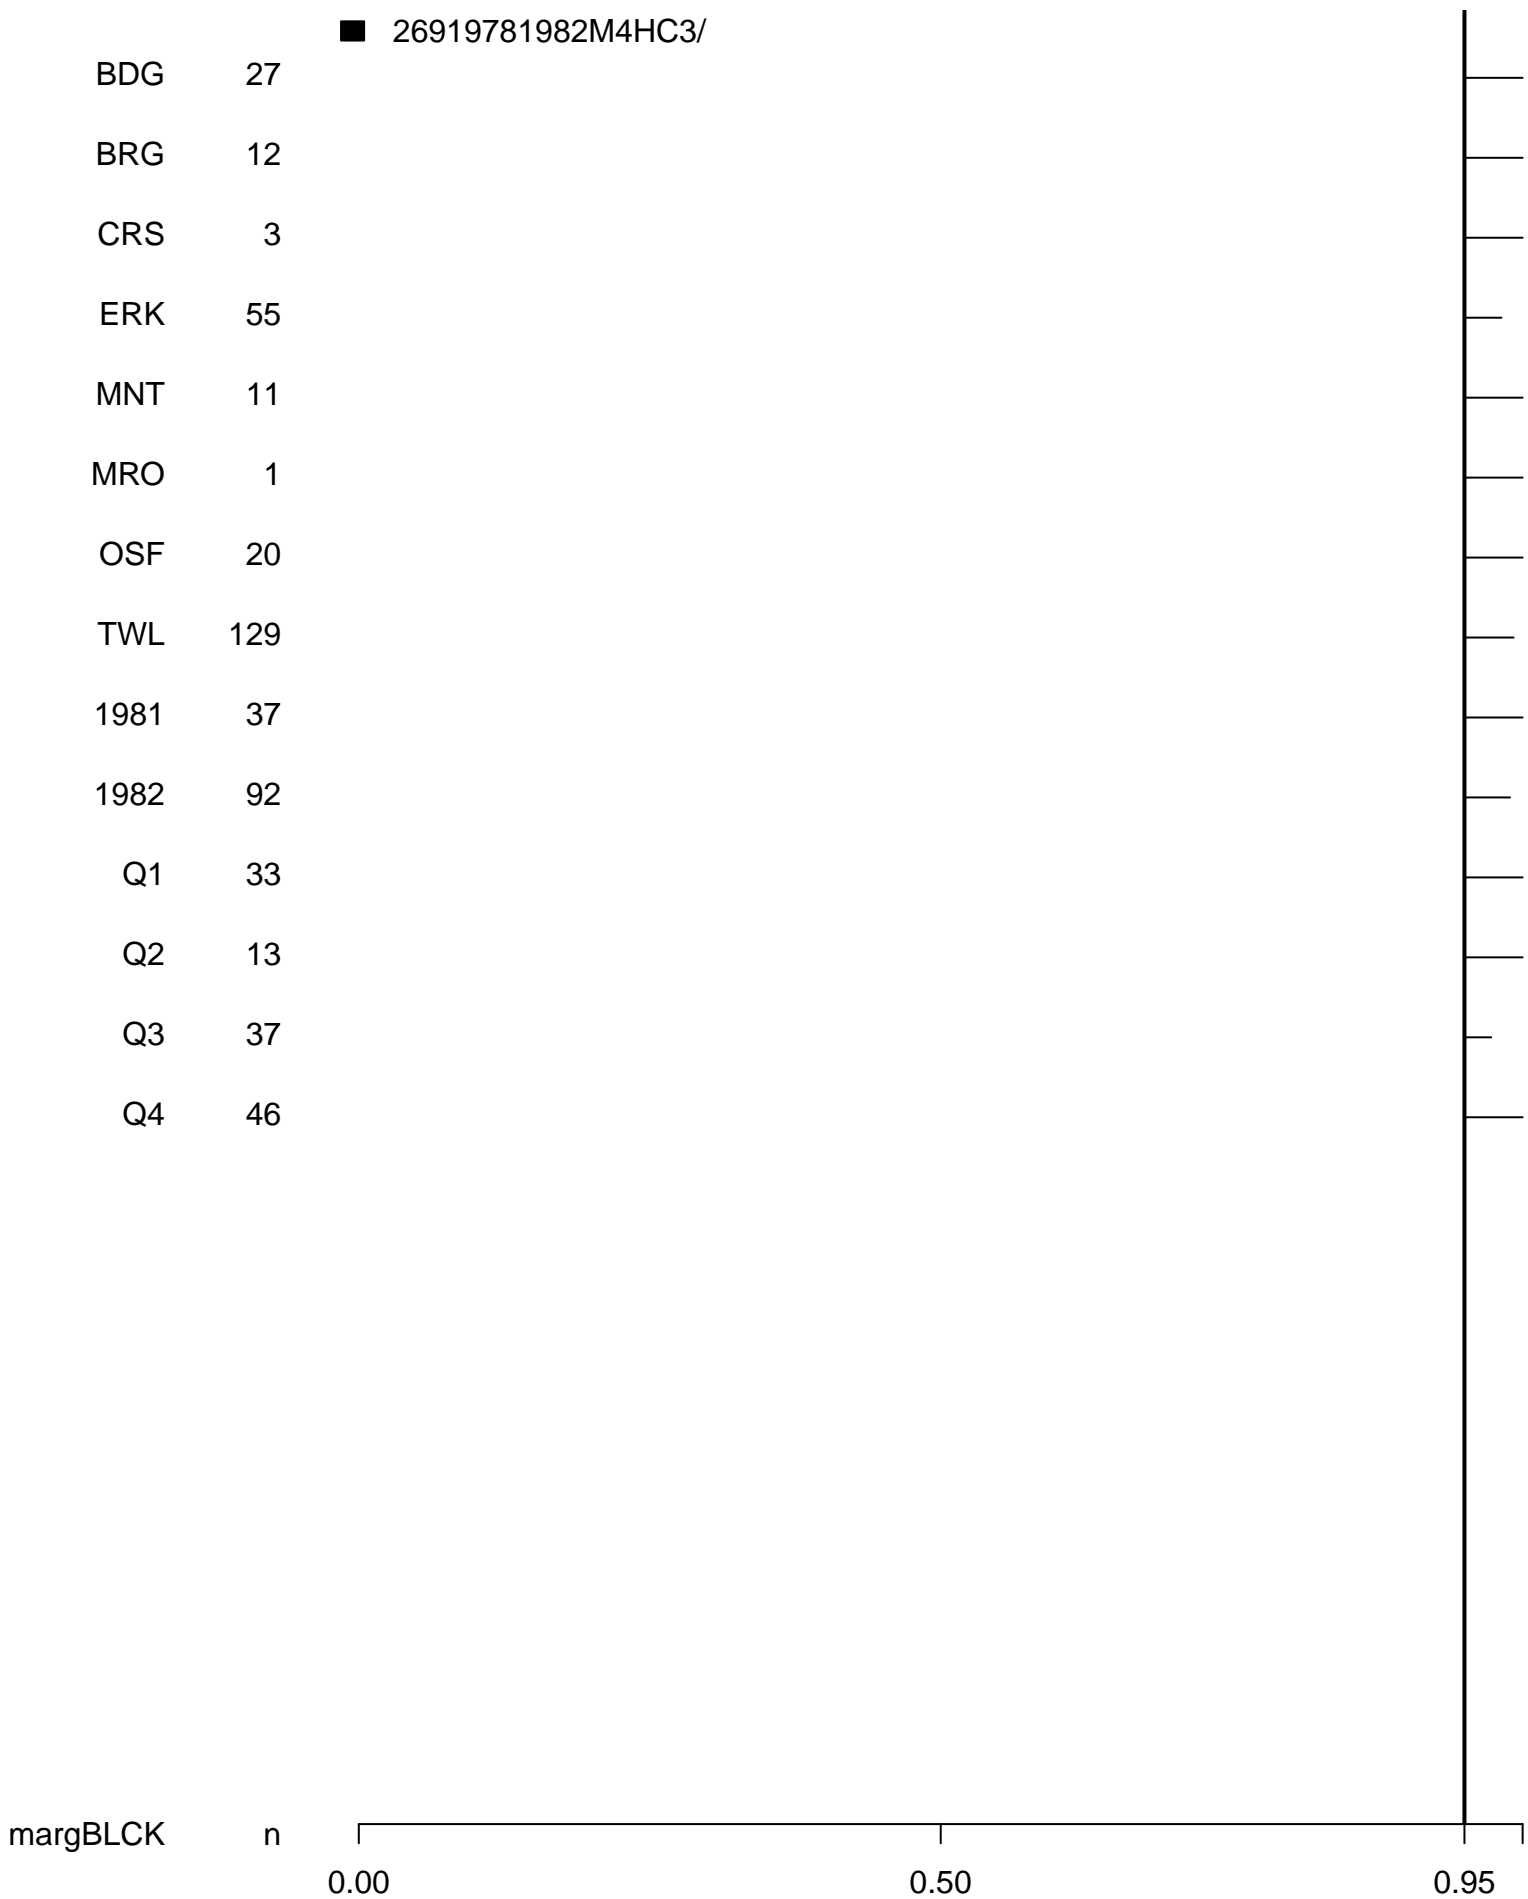 26919781982M4HC3/
BDG 27
BRG 12
CRS 3
ERK 55
MNT 11
MRO 1
OSF 20
TWL 129
1981 37
1982 92
Q1 33
Q2 13
Q3 37
Q4 46
margBLCK n
0.00 0.50 0.95